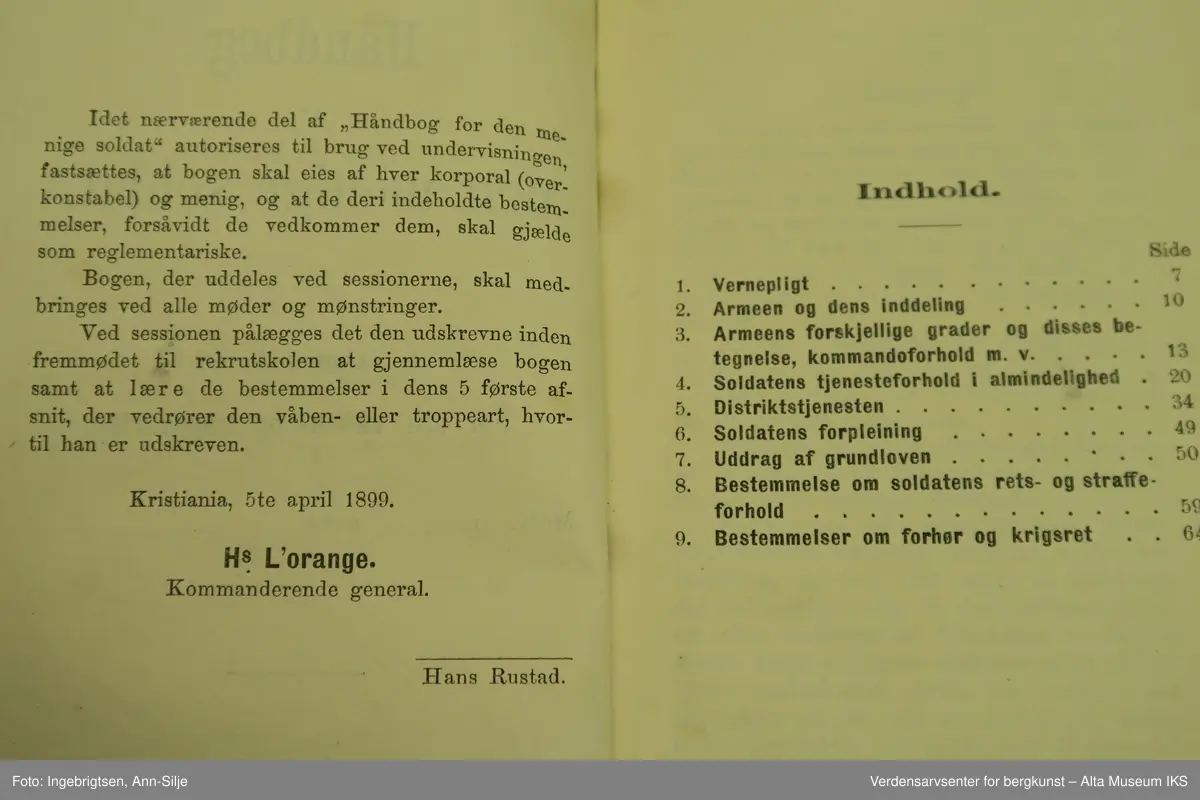 Idet nærværende del af „Håndbog for den me-
nige soldat“ autoriseres til brug ved undervisningen,
fastsættes, at bogen skal eies af hver korporal (over-
konstabel) og menig, og at de deri indeholdte bestem-
melser, forsåvidt de vedkommer dem, skal gjælde
som reglementariske.
Bogen, der uddeles ved sessionerne, skal med-
bringes ved alle møder og mønstringer.
Ved sessionen pålægges det den udskrevne inden
fremmødet til rekrutskolen at gjennemlæse bogen
samt at lære de bestemmelser i dens 5 første af-
snit, der vedrører den våben- eller troppeart, hvor-
til han er udskreven.
Kristiania, 5te april 1899.
Hs. L'orange.
Kommanderende general.
Hans Rustad.
Indhold.
Side
1. Vernepligt . . . . . . . . . . . . 7
2. Armeen og dens inddeling . . . . . . 10
3. Armeens forskjellige grader og disses be-
tegnelse, kommandoforhold m. v. . . . . 13
4. Soldatens tjenesteforhold i almindelighed . 20
5. Distriktstjenesten . . . . . . . . . . 34
6. Soldatens forpleining . . . . . . . . 49
7. Uddrag af grundloven . . . . . . . . 50
8. Bestemmelse om soldatens rets- og straffe-
forhold . . . . . . . . . . . . . 59
9. Bestemmelser om forhør og krigsret . . 64
Foto: Ingebrigtsen, Ann-Silje
Verdensarvsenter for bergkunst – Alta Museum IKS